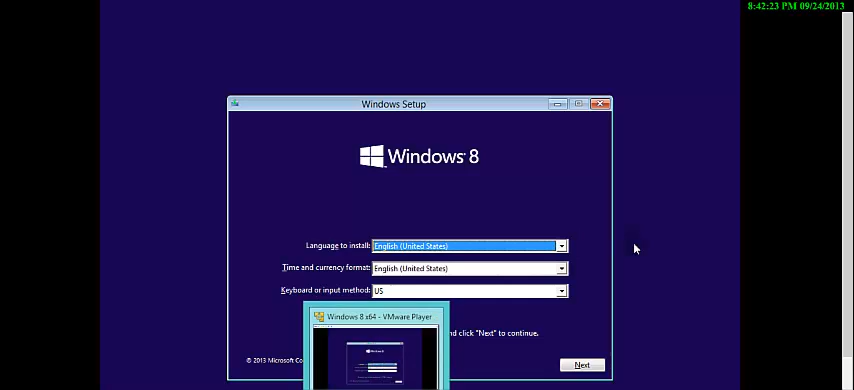 8:42:23 PM 09/24/2013
Windows Setup
Windows 8
Language to install: English (United States)
Time and currency format: English (United States)
Keyboard or input method: US
Windows 8 x64 - VMware Player
nd click "Next" to continue.
© 2013 Microsoft Co
Next